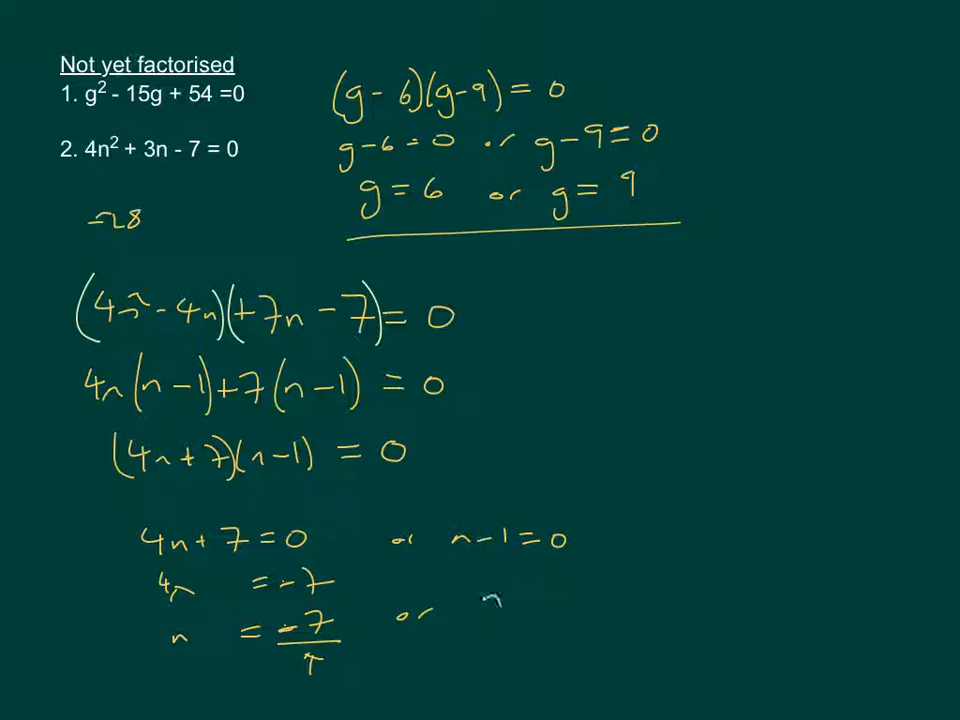 Not yet factorised
1. g² - 15g + 54 =0
(g - 6)(g - 9) = 0
g - 6 = 0 or g - 9 = 0
2. 4n² + 3n - 7 = 0
g = 6 or g = 9
-28
(4n² - 4n)(+7n - 7) = 0
4n(n - 1) + 7(n - 1) = 0
(4n + 7)(n - 1) = 0
4n + 7 = 0 or n - 1 = 0
4n = -7
n = -7 or n